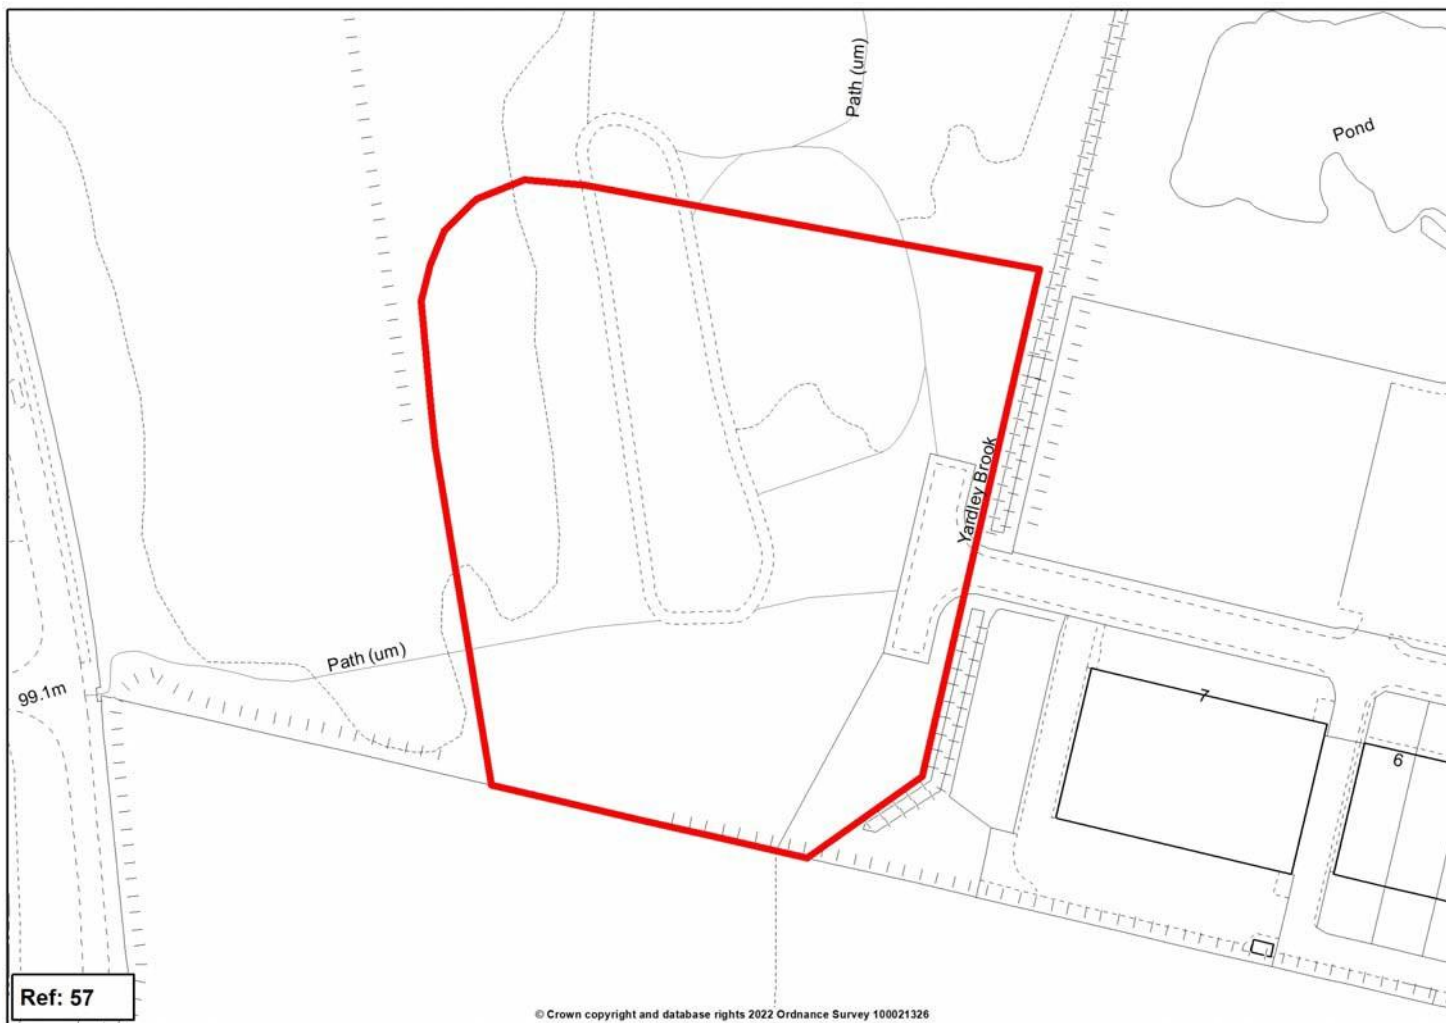 Path (um)
Pond
Yardley Brook
Path (um)
99.1m
7
6
Ref: 57
© Crown copyright and database rights 2022 Ordnance Survey 100021326